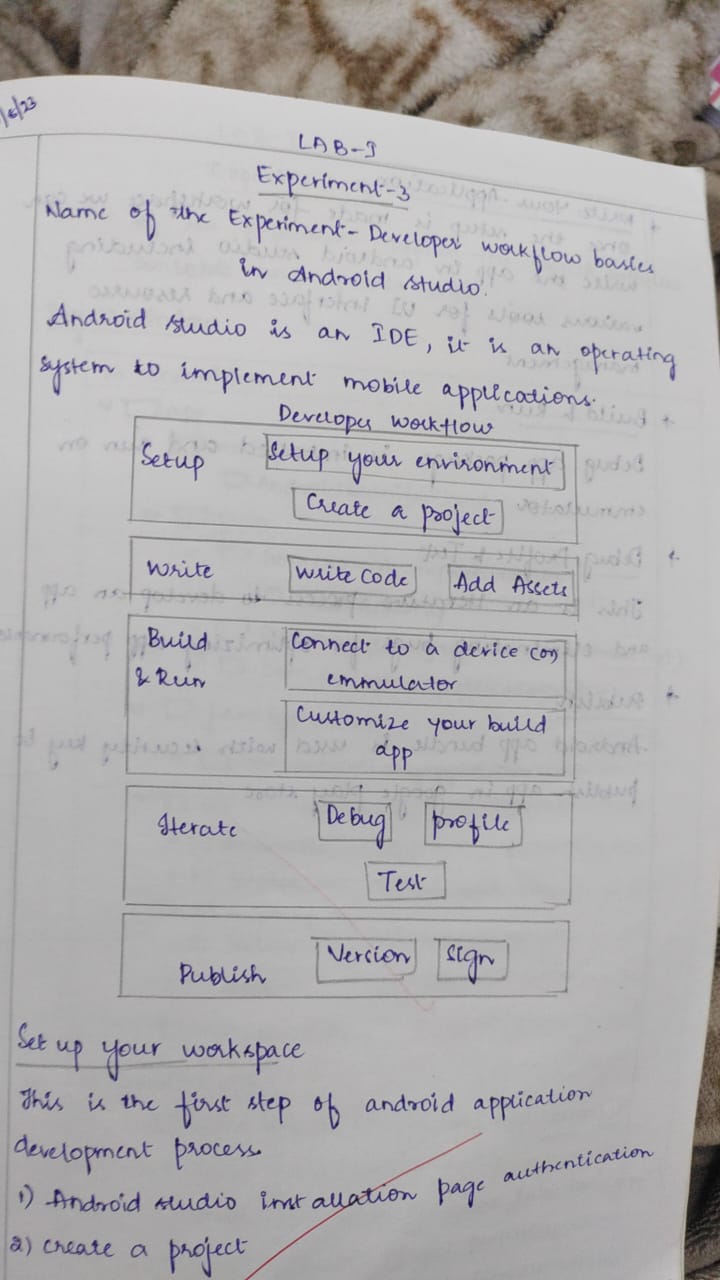 /6/23
LAB-I
Experiment-3
Name of the Experiment- Developer workflow basics
in Android Studio.
Android studio is an IDE, it is an operating
system to implement mobile applications.
Developer workflow
Setup
Setup your environment
Create a project
Write
Write Code
Add Assets
Build
& Run
Connect to a device (or)
emmulator
Customize your build
app
Iterate
Debug
profile
Test
Publish
Version
Sign
Set up your workspace
This is the first step of android application
development process.
1) Android studio installation page authentication
2) Create a project